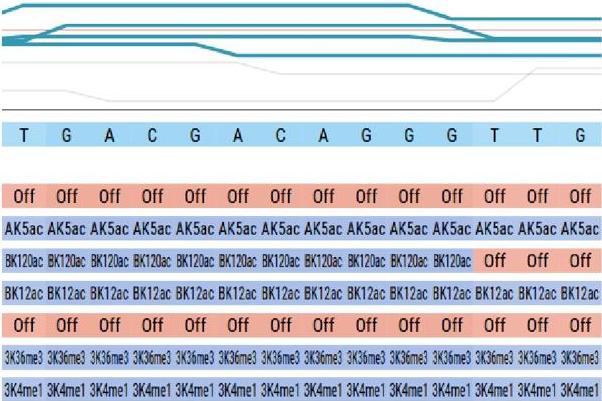 T G A C G A C A G G G T T G
Off Off Off Off Off Off Off Off Off Off Off Off Off Off
AK5ac AK5ac AK5ac AK5ac AK5ac AK5ac AK5ac AK5ac AK5ac AK5ac AK5ac AK5ac AK5ac AK5ac
BK120ac BK120ac BK120ac BK120ac BK120ac BK120ac BK120ac BK120ac BK120ac BK120ac BK120ac Off Off Off
BK12ac BK12ac BK12ac BK12ac BK12ac BK12ac BK12ac BK12ac BK12ac BK12ac BK12ac BK12ac BK12ac BK12ac
Off Off Off Off Off Off Off Off Off Off Off Off Off Off
3K36me3 3K36me3 3K36me3 3K36me3 3K36me3 3K36me3 3K36me3 3K36me3 3K36me3 3K36me3 3K36me3 3K36me3 3K36me3 3K36me3
3K4me1 3K4me1 3K4me1 3K4me1 3K4me1 3K4me1 3K4me1 3K4me1 3K4me1 3K4me1 3K4me1 3K4me1 3K4me1 3K4me1